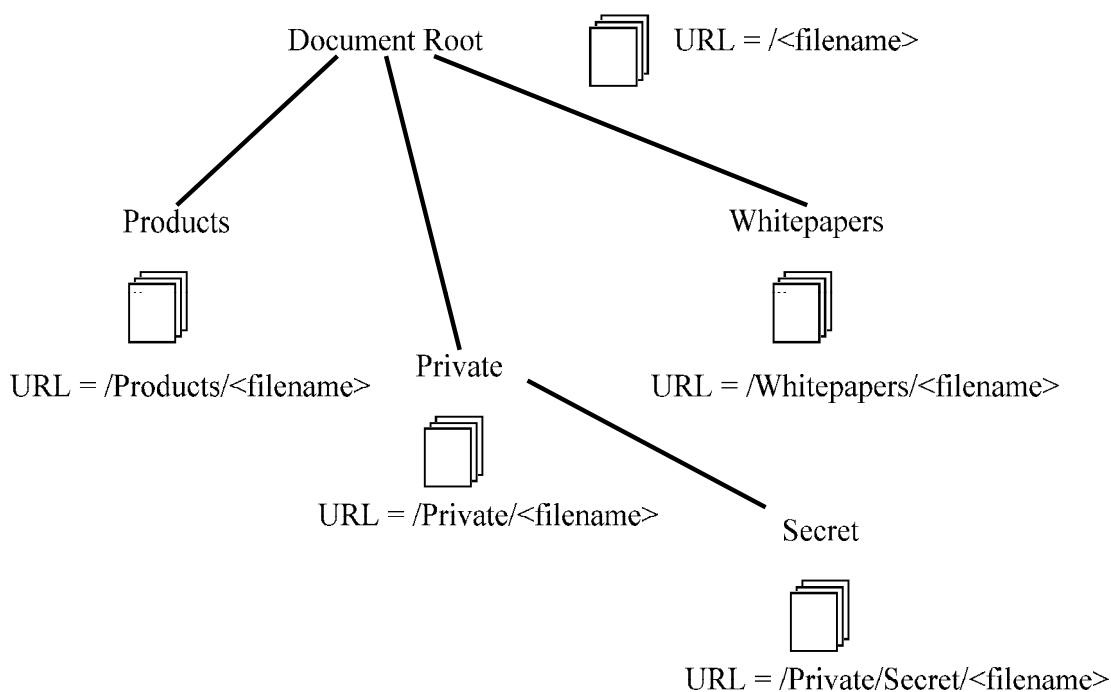 Document Root
URL = /<filename>
Products
Whitepapers
URL = /Products/<filename>
Private
URL = /Whitepapers/<filename>
URL = /Private/<filename>
Secret
URL = /Private/Secret/<filename>